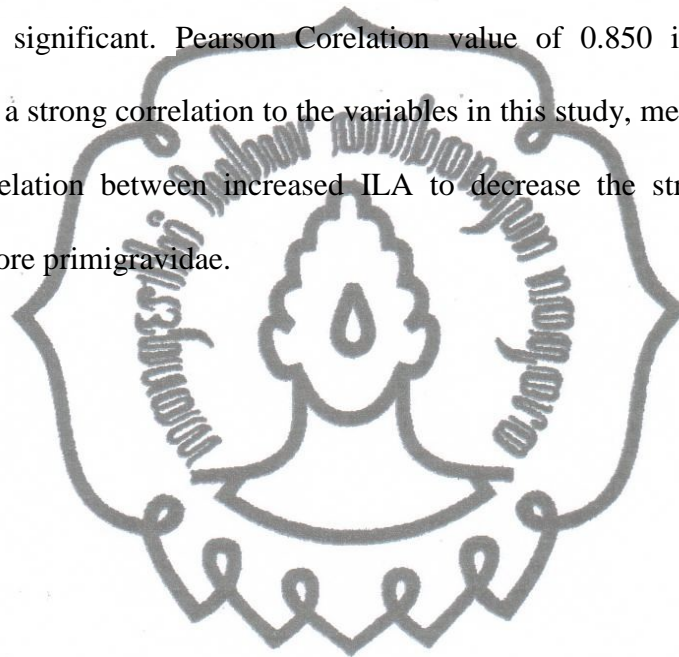 significant. Pearson Corelation value of 0.850 i
a strong correlation to the variables in this study, me
elation between increased ILA to decrease the str
ore primigravidae.